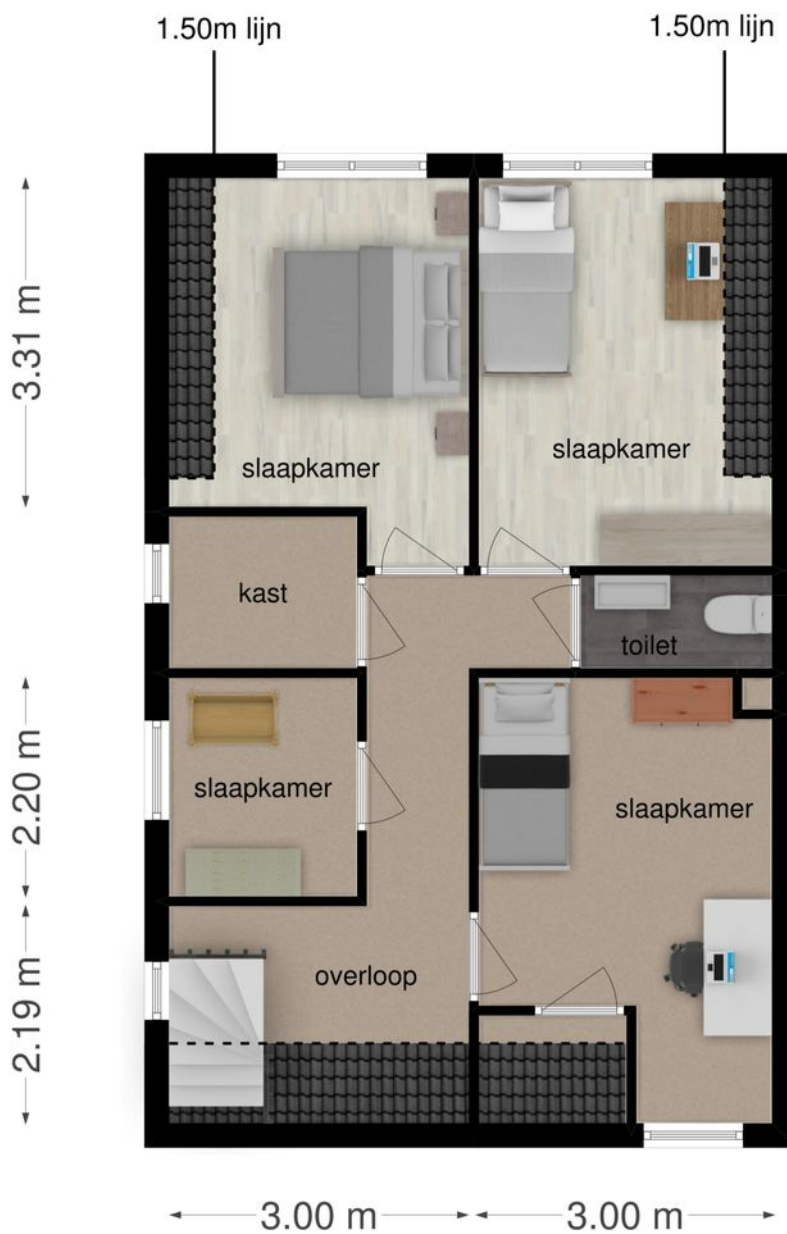 1.50m lijn
1.50m lijn
3.31 m
slaapkamer
slaapkamer
kast
toilet
2.20 m
slaapkamer
slaapkamer
2.19 m
overloop
3.00 m
3.00 m